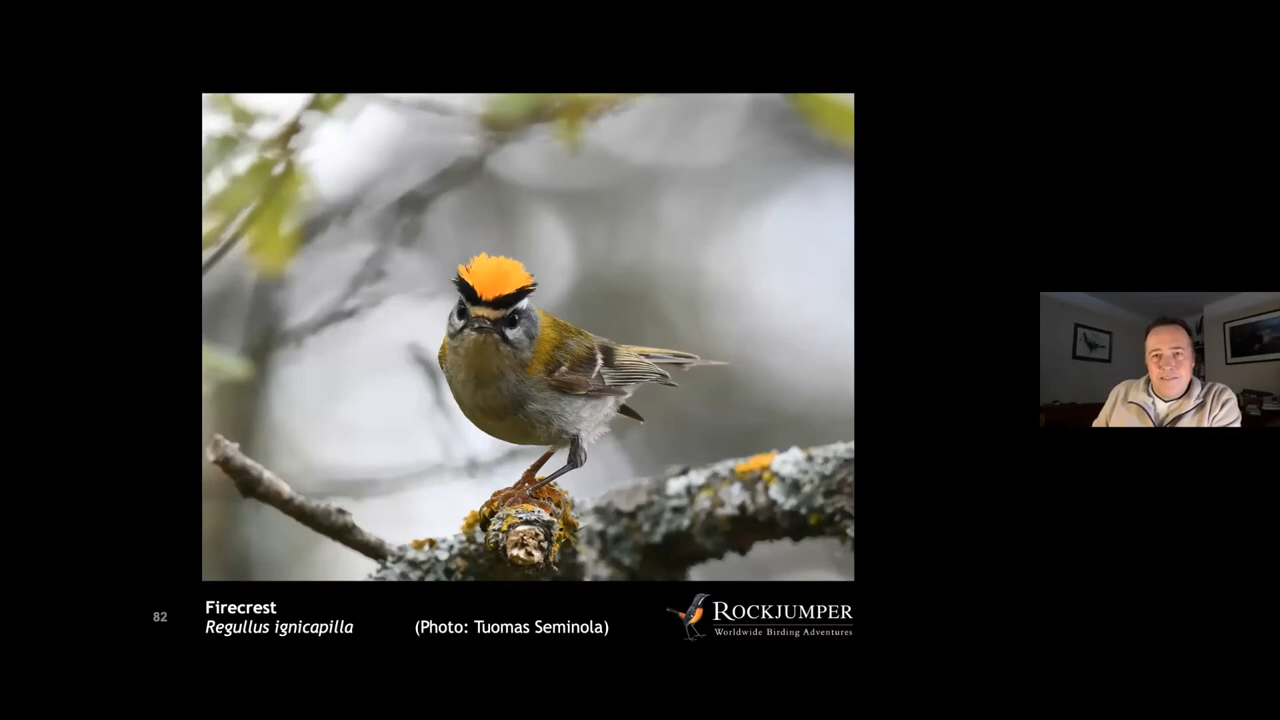 82
Firecrest
Regullus ignicapilla
(Photo: Tuomas Seminola)
ROCKJUMPER
Worldwide Birding Adventures